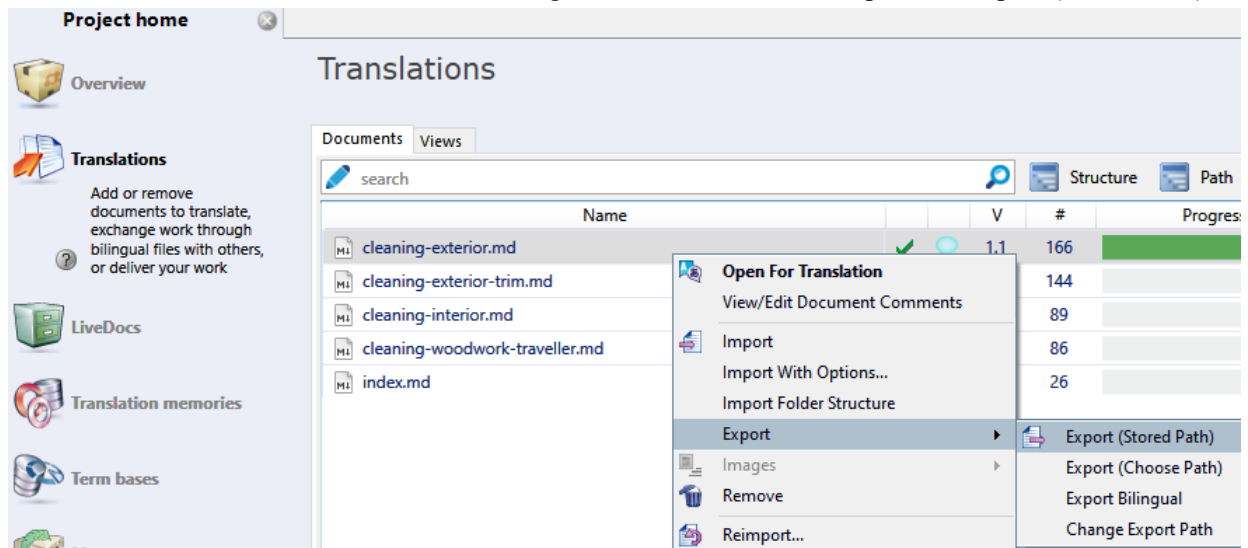 Project home
Overview
Translations
Add or remove
documents to translate,
exchange work through
bilingual files with others,
or deliver your work
LiveDocs
Translation memories
Term bases
Translations
Documents Views
search Structure Path
Name V # Progress
cleaning-exterior.md 1.1 166
cleaning-exterior-trim.md 144
cleaning-interior.md 89
cleaning-woodwork-traveller.md 86
index.md 26
Open For Translation
View/Edit Document Comments
Import
Import With Options...
Import Folder Structure
Export
Images
Remove
Reimport...
Export (Stored Path)
Export (Choose Path)
Export Bilingual
Change Export Path